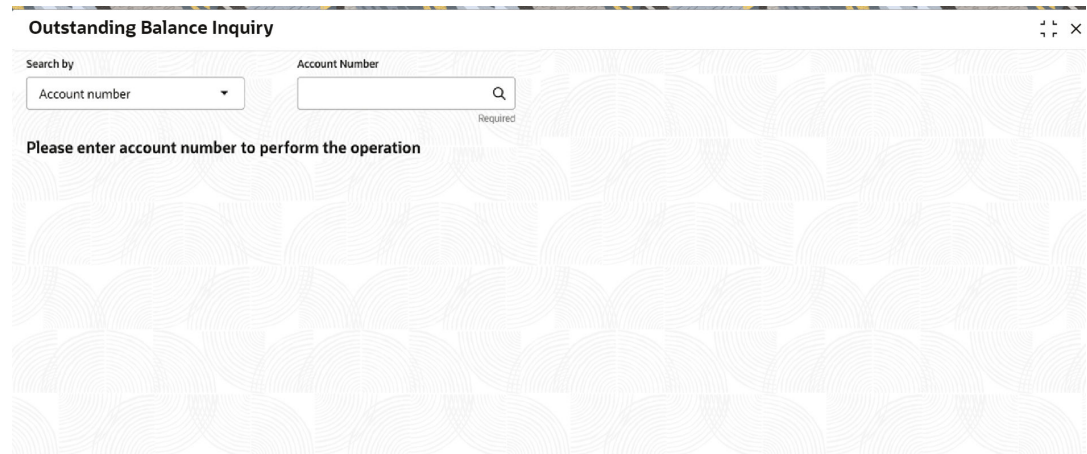 Outstanding Balance Inquiry
Search by
Account Number
Account number
Required
Please enter account number to perform the operation